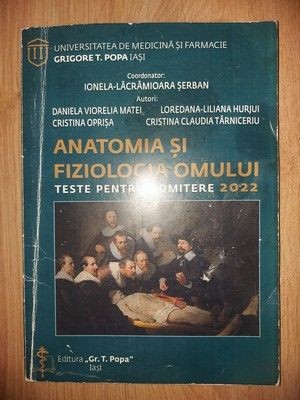 UNIVERSITATEA DE MEDICINĂ ȘI FARMACIE
GRIGORE T. POPA IAȘI
Coordonator:
IONELA-LĂCRĂMIOARA ȘERBAN
Autori:
DANIELA VIORELIA MATEI LOREDANA-LILIANA HURJUI
CRISTINA OPRIȘA CRISTINA CLAUDIA TÂRNICERIU
ANATOMIA ȘI
FIZIOLOGIA OMULUI
TESTE PENTRU ADMITERE 2022
Editura „Gr. T. Popa"
Iași